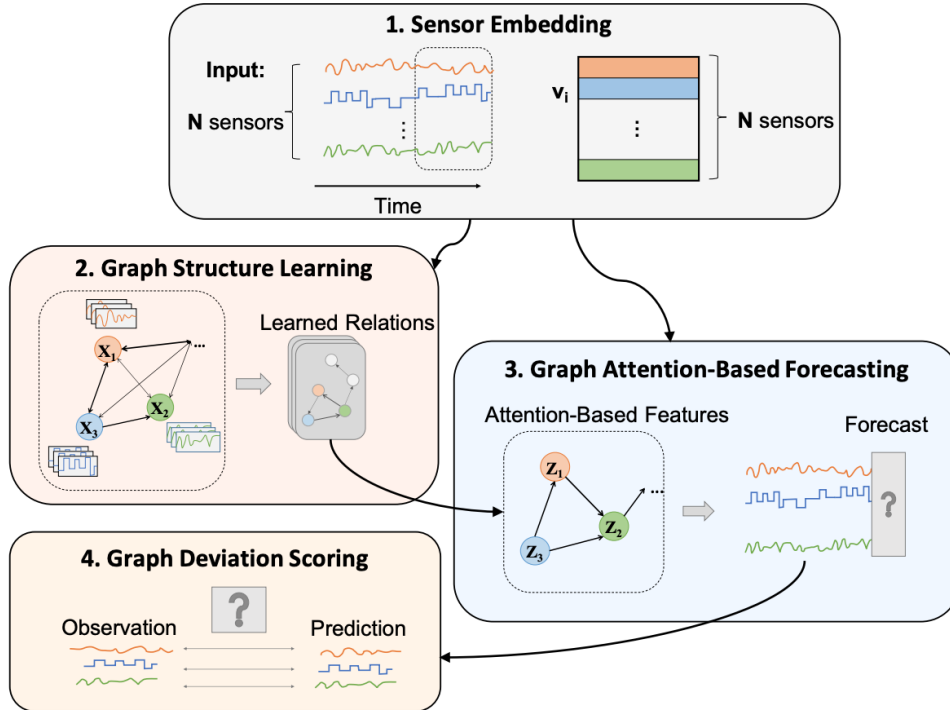 1. Sensor Embedding
Input:
N sensors
...
Time
v_i
...
N sensors
2. Graph Structure Learning
Learned Relations
X_1
...
X_2
X_3
3. Graph Attention-Based Forecasting
Attention-Based Features
Forecast
Z_1
...
Z_2
Z_3
?
4. Graph Deviation Scoring
?
Observation
Prediction